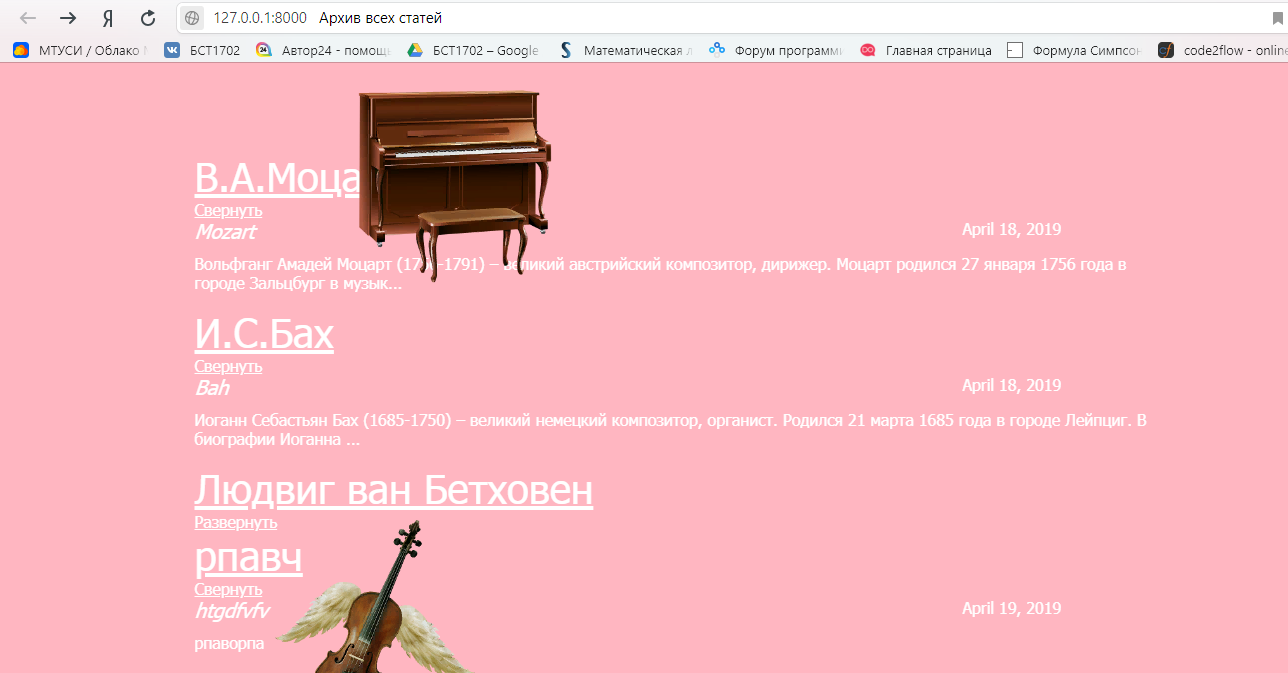 Я 127.0.0.1:8000 Архив всех статей
МТУСИ / Облако БСТ1702 Автор24 - помощь БСТ1702 – Google Математическая Форум программи Главная страница Формула Симпсон code2flow - online
В.А.Моца
Свернуть
Mozart April 18, 2019
Вольфганг Амадей Моцарт (17 -1791) – великий австрийский композитор, дирижер. Моцарт родился 27 января 1756 года в
городе Зальцбург в музык...
И.С.Бах
Свернуть
Bah April 18, 2019
Иоганн Себастьян Бах (1685-1750) – великий немецкий композитор, органист. Родился 21 марта 1685 года в городе Лейпциг. В
биографии Иоганна ...
Людвиг ван Бетховен
Развернуть
рпавч
Свернуть
htgdfvfv April 19, 2019
рпаворпа